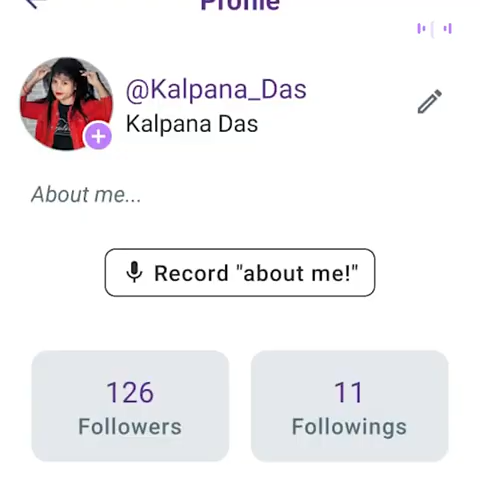 Profile
@Kalpana_Das
Kalpana Das
About me...
Record "about me!"
126
Followers
11
Followings